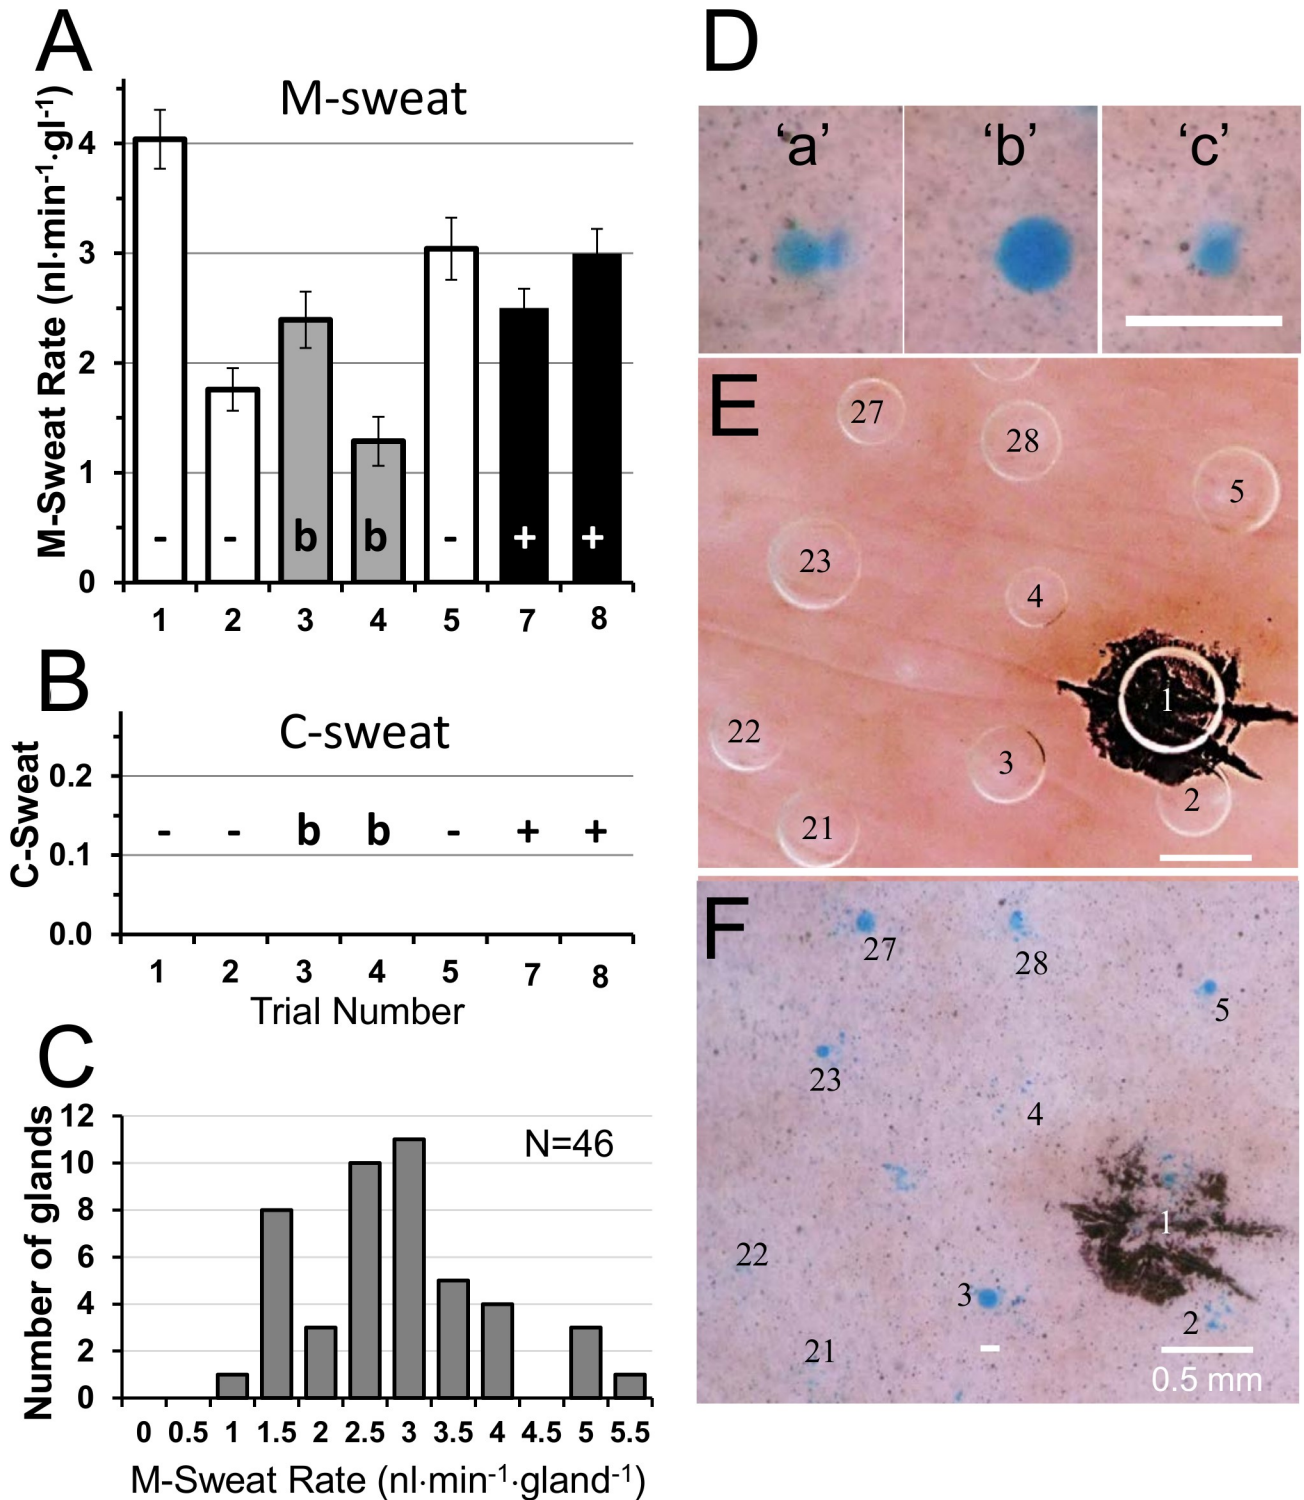 A
M-sweat
M-Sweat Rate (nl·min⁻¹·gl⁻¹)
4
3
2
1
0
- - b b - + +
1 2 3 4 5 7 8
B
C-sweat
C-Sweat
0.2
0.1
0.0
- - b b - + +
1 2 3 4 5 7 8
Trial Number
C
N=46
Number of glands
12
10
8
6
4
2
0
0 0.5 1 1.5 2 2.5 3 3.5 4 4.5 5 5.5
M-Sweat Rate (nl·min⁻¹·gland⁻¹)
D
‘a’ ‘b’ ‘c’
E
27
28
5
23
4
1
22
3
2
21
F
27
28
5
23
4
1
22
3
2
21
0.5 mm